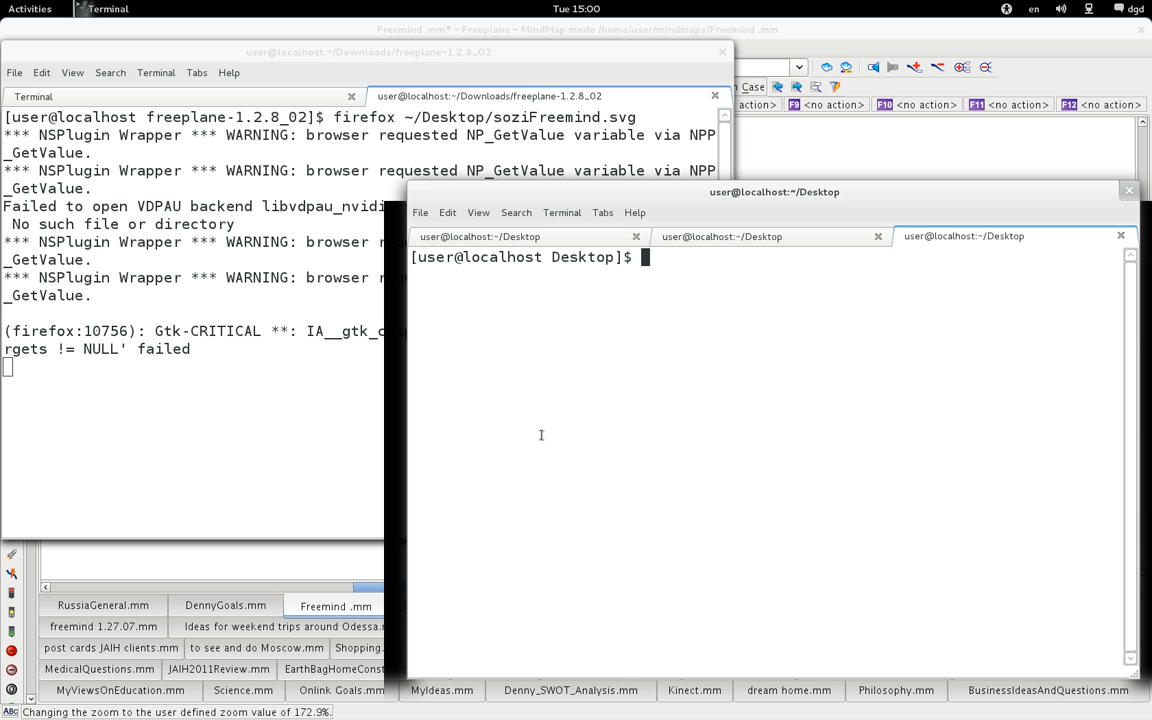 Activities Terminal Tue 15:00 en dgd
Freemind .mm* - Freeplane - MindMap mode /home/user/mindmaps/Freemind .mm
user@localhost:~/Downloads/freeplane-1.2.8_02
File Edit View Search Terminal Tabs Help
Terminal user@localhost:~/Downloads/freeplane-1.2.8_02
[user@localhost freeplane-1.2.8_02]$ firefox ~/Desktop/soziFreemind.svg
*** NSPlugin Wrapper *** WARNING: browser requested NP_GetValue variable via NPP
_GetValue.
*** NSPlugin Wrapper *** WARNING: browser requested NP_GetValue variable via NPP
_GetValue.
Failed to open VDPAU backend libvdpau_nvidi
No such file or directory
*** NSPlugin Wrapper *** WARNING: browser
_GetValue.
*** NSPlugin Wrapper *** WARNING: browser
_GetValue.
(firefox:10756): Gtk-CRITICAL **: IA__gtk_c
rgets != NULL' failed
Case
action> F9 <no action> F10 <no action> F11 <no action> F12 <no action>
user@localhost:~/Desktop
File Edit View Search Terminal Tabs Help
user@localhost:~/Desktop user@localhost:~/Desktop user@localhost:~/Desktop
[user@localhost Desktop]$
RussiaGeneral.mm DennyGoals.mm Freemind .mm
freemind 1.27.07.mm Ideas for weekend trips around Odessa.
post cards JAIH clients.mm to see and do Moscow.mm Shopping.
MedicalQuestions.mm JAIH2011Review.mm EarthBagHomeConst
MyViewsOnEducation.mm Science.mm Onlink Goals.mm MyIdeas.mm Denny_SWOT_Analysis.mm Kinect.mm dream home.mm Philosophy.mm BusinessIdeasAndQuestions.mm
ABC Changing the zoom to the user defined zoom value of 172.9%.